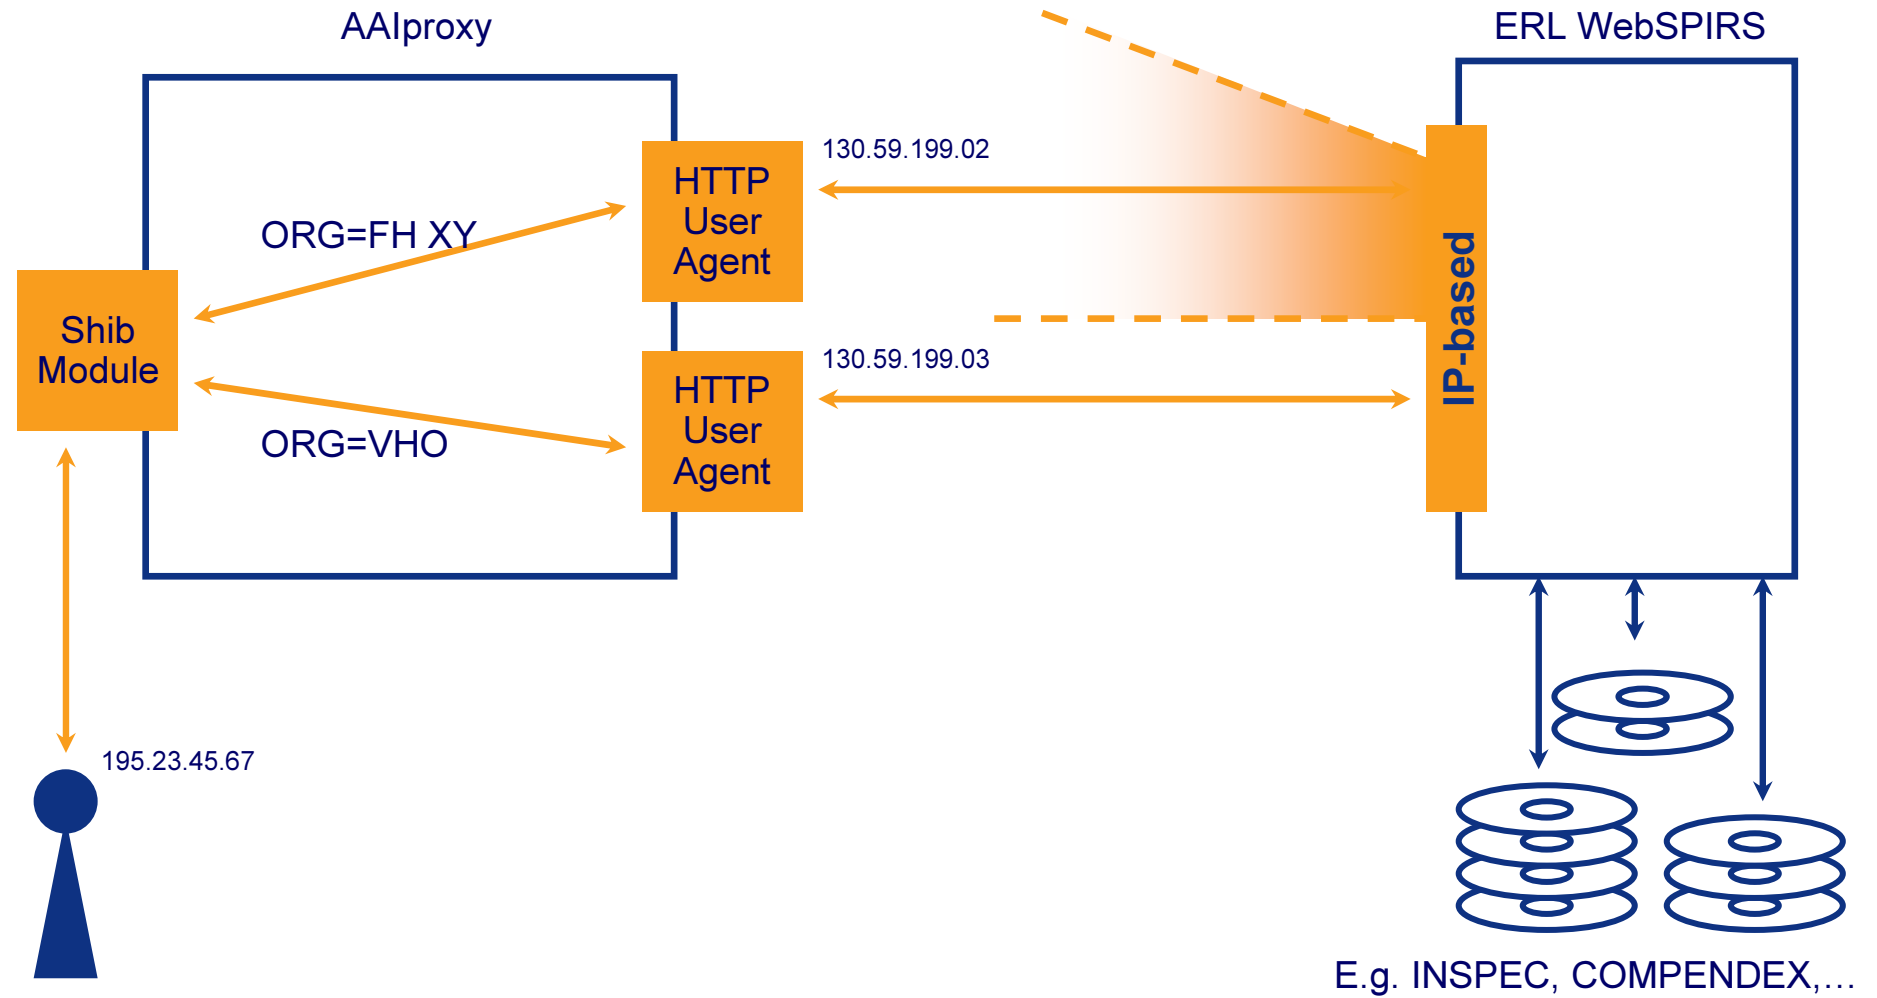 AAIproxy
ERL WebSPIRS
130.59.199.02
HTTP
User
Agent
ORG=FH XY
IP-based
Shib
Module
130.59.199.03
HTTP
User
Agent
ORG=VHO
195.23.45.67
E.g. INSPEC, COMPENDEX,…